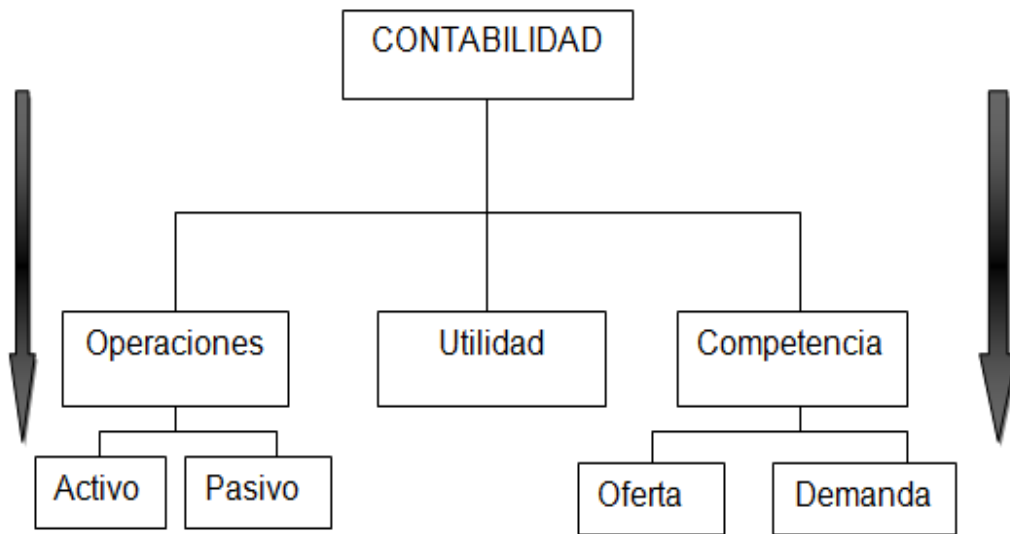 CONTABILIDAD
Operaciones
Utilidad
Competencia
Activo
Pasivo
Oferta
Demanda